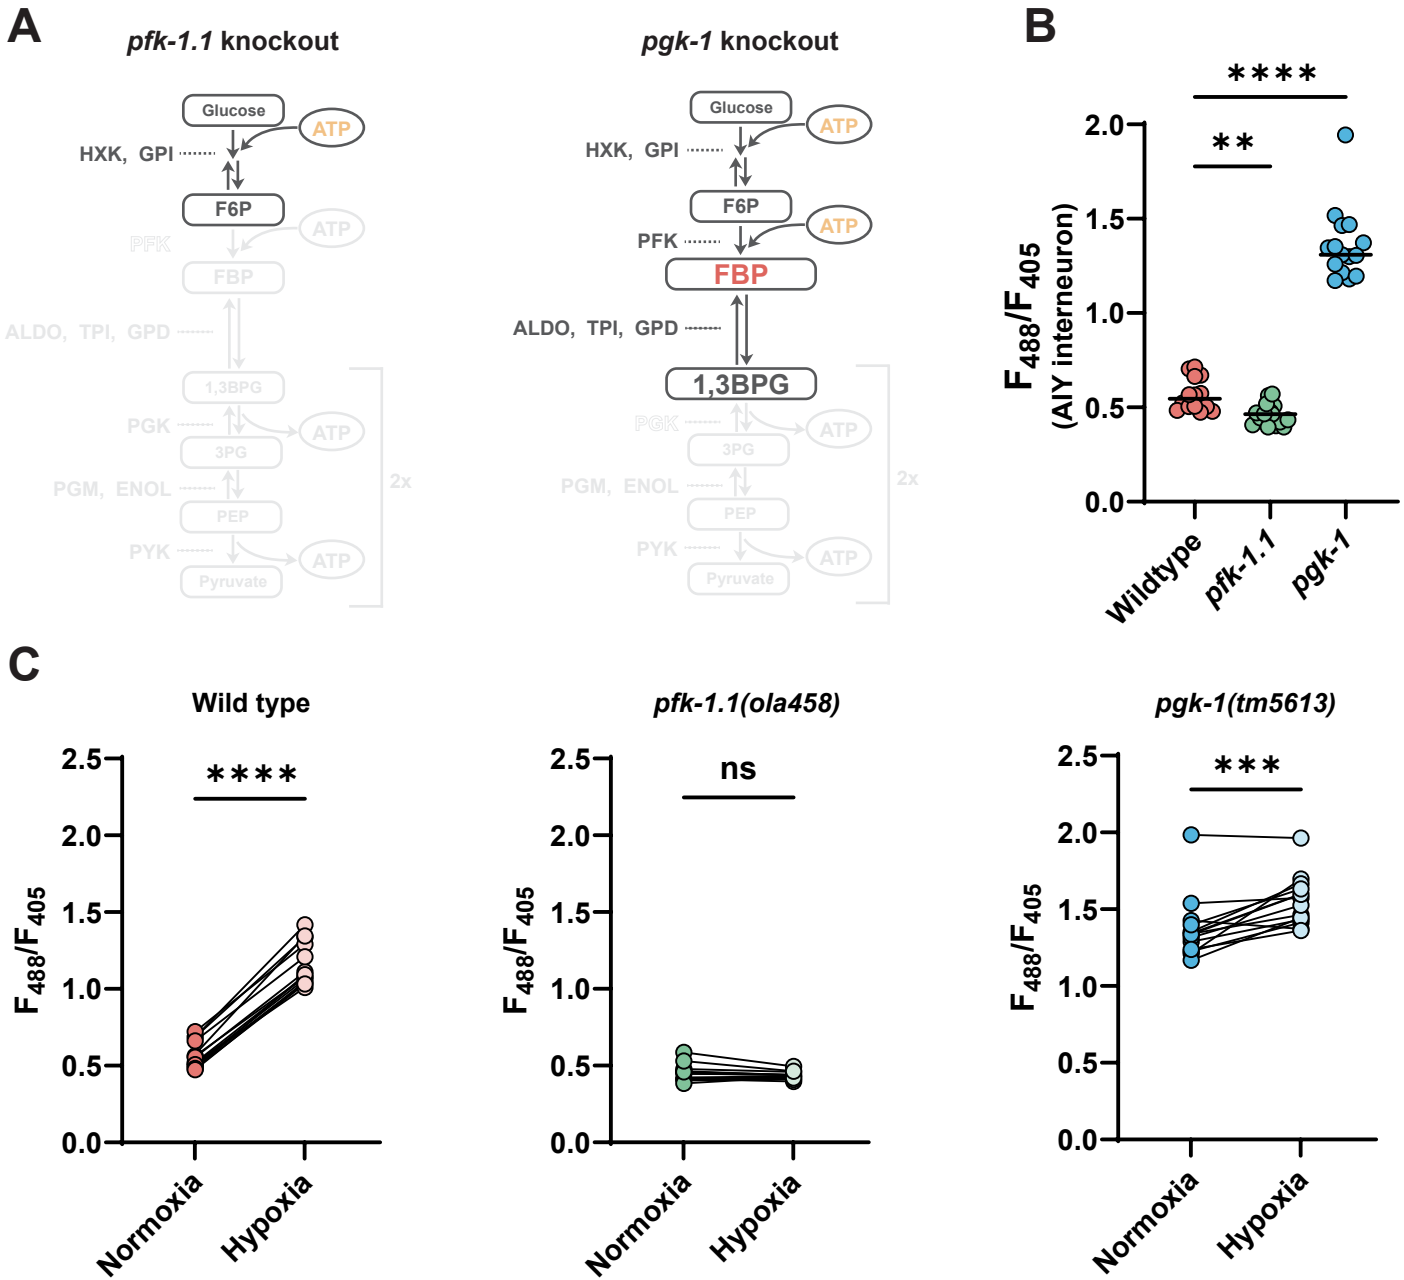 A
pfk-1.1 knockout
Glucose
ATP
HXK, GPI
F6P
ATP
PFK
FBP
ALDO, TPI, GPD
1,3BPG
PGK
ATP
3PG
2x
PGM, ENOL
PEP
PYK
ATP
Pyruvate
pgk-1 knockout
Glucose
ATP
HXK, GPI
F6P
ATP
PFK
FBP
ALDO, TPI, GPD
1,3BPG
PGK
ATP
3PG
2x
PGM, ENOL
PEP
PYK
ATP
Pyruvate
B
****
**
2.0
1.5
1.0
0.5
0.0
F488/F405
(AIY interneuron)
Wildtype
pfk-1.1
pgk-1
C
Wild type
****
2.5
2.0
1.5
1.0
0.5
0.0
F488/F405
Normoxia
Hypoxia
pfk-1.1(ola458)
ns
2.5
2.0
1.5
1.0
0.5
0.0
F488/F405
Normoxia
Hypoxia
pgk-1(tm5613)
***
2.5
2.0
1.5
1.0
0.5
0.0
F488/F405
Normoxia
Hypoxia